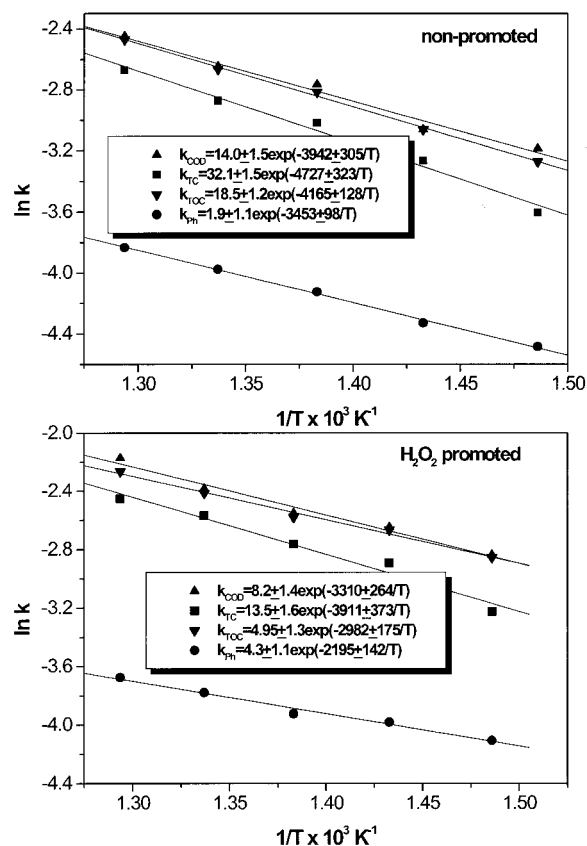 non-promoted
-2.4
-2.8
-3.2
-3.6
-4.0
-4.4
ln k
▲ k_COD=14.0±1.5exp(-3942±305/T)
■ k_TC=32.1±1.5exp(-4727±323/T)
▼ k_TOC=18.5±1.2exp(-4165±128/T)
● k_Ph=1.9±1.1exp(-3453±98/T)
1.30 1.35 1.40 1.45 1.50
1/T x 10³ K⁻¹
H₂O₂ promoted
-2.0
-2.4
-2.8
-3.2
-3.6
-4.0
-4.4
ln k
▲ k_COD=8.2±1.4exp(-3310±264/T)
■ k_TC=13.5±1.6exp(-3911±373/T)
▼ k_TOC=4.95±1.3exp(-2982±175/T)
● k_Ph=4.3±1.1exp(-2195±142/T)
1.30 1.35 1.40 1.45 1.50
1/T x 10³ K⁻¹